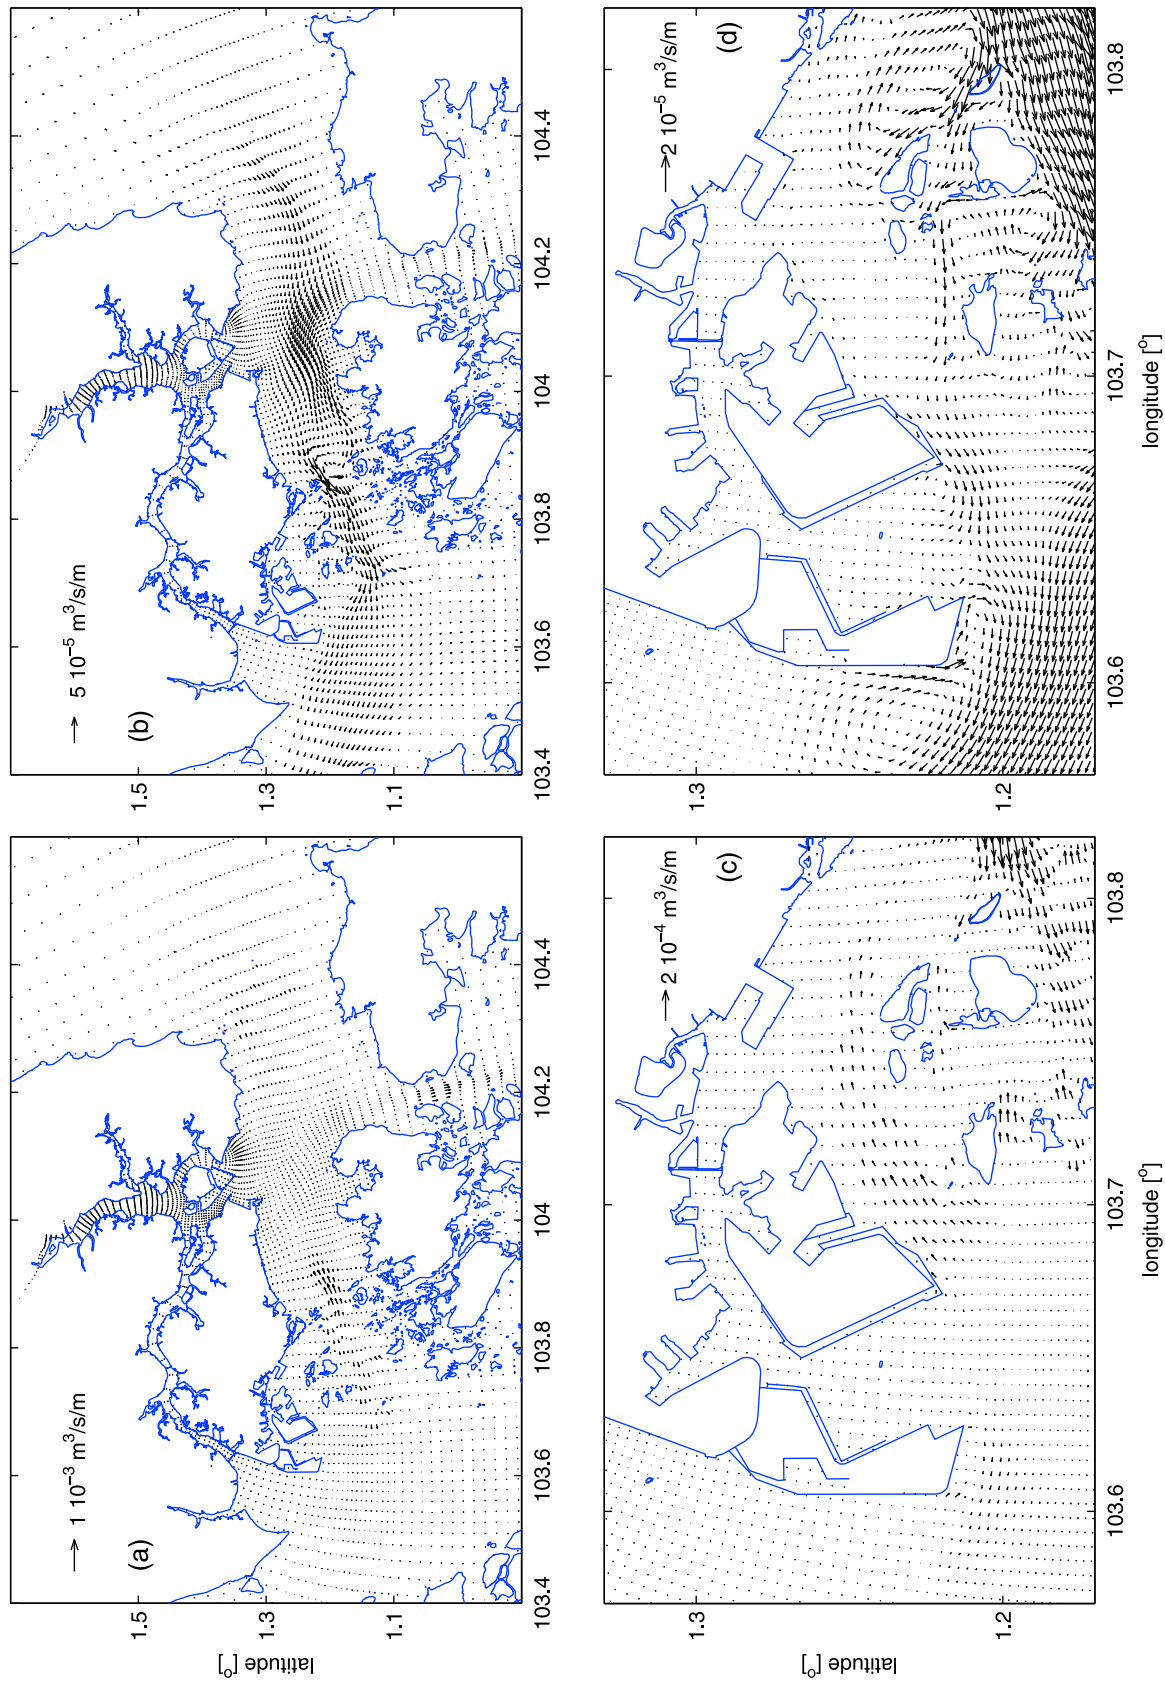 (a)
1 10⁻³ m³/s/m
latitude [°]
1.5
1.3
1.1
103.4
103.6
103.8
104
104.2
104.4
(b)
5 10⁻⁵ m³/s/m
1.5
1.3
1.1
103.4
103.6
103.8
104
104.2
104.4
(c)
2 10⁻⁴ m³/s/m
latitude [°]
1.3
1.2
103.6
103.7
103.8
longitude [°]
(d)
2 10⁻⁵ m³/s/m
1.3
1.2
103.6
103.7
103.8
longitude [°]